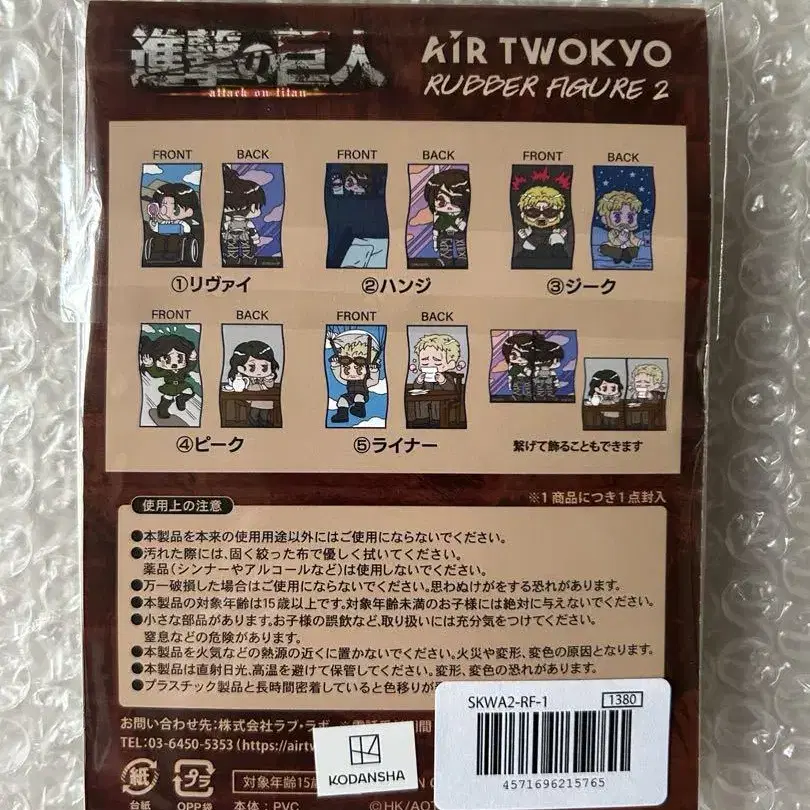 進撃の巨人
attack on titan
AiR TWOKYO
RUBBER FIGURE 2
FRONT BACK
①リヴァイ
FRONT BACK
②ハンジ
FRONT BACK
③ジーク
FRONT BACK
④ピーク
FRONT BACK
⑤ライナー
繋げて飾ることもできます
※1商品につき1点封入
使用上の注意
●本製品を本来の使用用途以外にはご使用にならないでください。
●汚れた際には、固く絞った布で優しく拭いてください。
薬品(シンナーやアルコールなど)は使用しないでください。
●万一破損した場合はご使用にならないでください。思わぬけがをする恐れがあります。
●本製品の対象年齢は15歳以上です。対象年齢未満のお子様には絶対に与えないでください。
●小さな部品があります。お子様の誤飲など、取り扱いには充分気をつけてください。
窒息などの危険があります。
●本製品を火気などの熱源の近くに置かないでください。火災や変形、変色の原因となります。
●本製品は直射日光、高温を避けて保管してください。変形、変色の恐れがあります。
●プラスチック製品と長時間密着していると色移りが
お問い合わせ先:株式会社ラブ・ラボ
TEL:03-6450-5353 (https://airtw
紙
台紙
プラ
OPP袋
対象年齢15歳
本体:PVC
©HK/AOT
KODANSHA
SKWA2-RF-1 1380
4571696215765